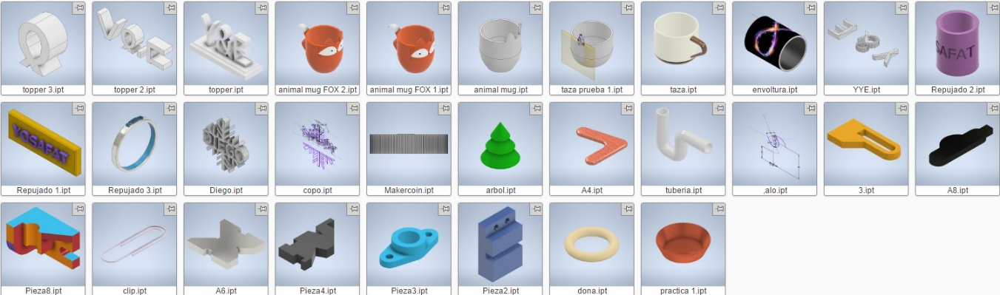 topper 3.ipt
topper 2.ipt
Y&E
topper.ipt
animal mug FOX 2.ipt
animal mug FOX 1.ipt
animal mug.ipt
taza prueba 1.ipt
taza.ipt
envoltura.ipt
YYE.ipt
SAFAT
Repujado 2.ipt
YOSAFAT
Repujado 1.ipt
Repujado 3.ipt
DIEGO
Diego.ipt
copo.ipt
Makercoin.ipt
arbol.ipt
A4.ipt
tuberia.ipt
,alo.ipt
3.ipt
A8.ipt
Pieza8.ipt
clip.ipt
A6.ipt
Pieza4.ipt
Pieza3.ipt
Pieza2.ipt
dona.ipt
practica 1.ipt